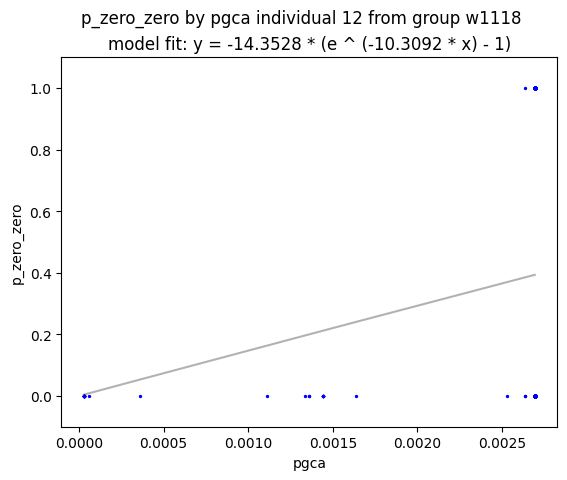 p_zero_zero by pgca individual 12 from group w1118
model fit: y = -14.3528 * (e ^ (-10.3092 * x) - 1)
1.0
0.8
0.6
0.4
0.2
0.0
p_zero_zero
0.0000 0.0005 0.0010 0.0015 0.0020 0.0025
pgca